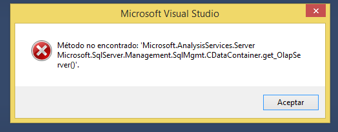 Microsoft Visual Studio
Método no encontrado: 'Microsoft.AnalysisServices.Server
Microsoft.SqlServer.Management.SqlMgmt.CDataContainer.get_OlapSe
rver()'.
Aceptar